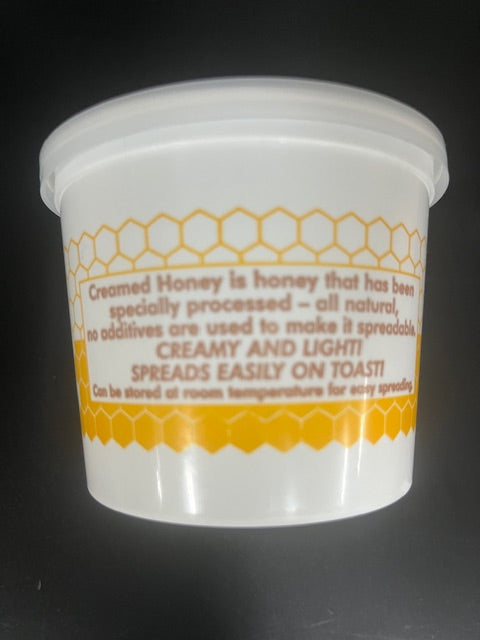 Creamed Honey is honey that has been
specially processed – all natural,
no additives are used to make it spreadable.
CREAMY AND LIGHT!
SPREADS EASILY ON TOAST!
Can be stored at room temperature for easy spreading.